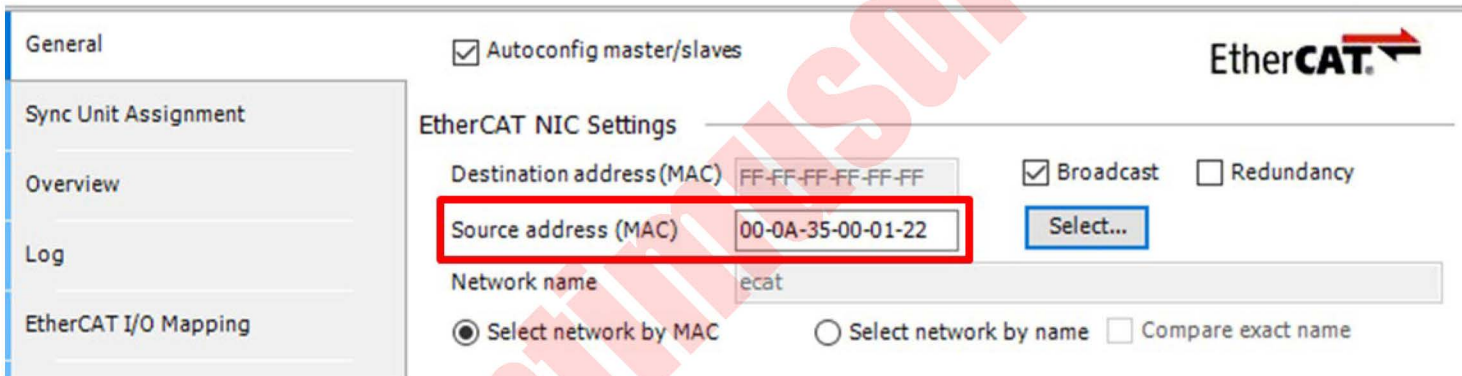 General
Autoconfig master/slaves
EtherCAT.
Sync Unit Assignment
EtherCAT NIC Settings
Overview
Destination address (MAC) FF-FF-FF-FF-FF-FF Broadcast Redundancy
Source address (MAC) 00-0A-35-00-01-22 Select...
Log
Network name ecat
EtherCAT I/O Mapping
Select network by MAC Select network by name Compare exact name